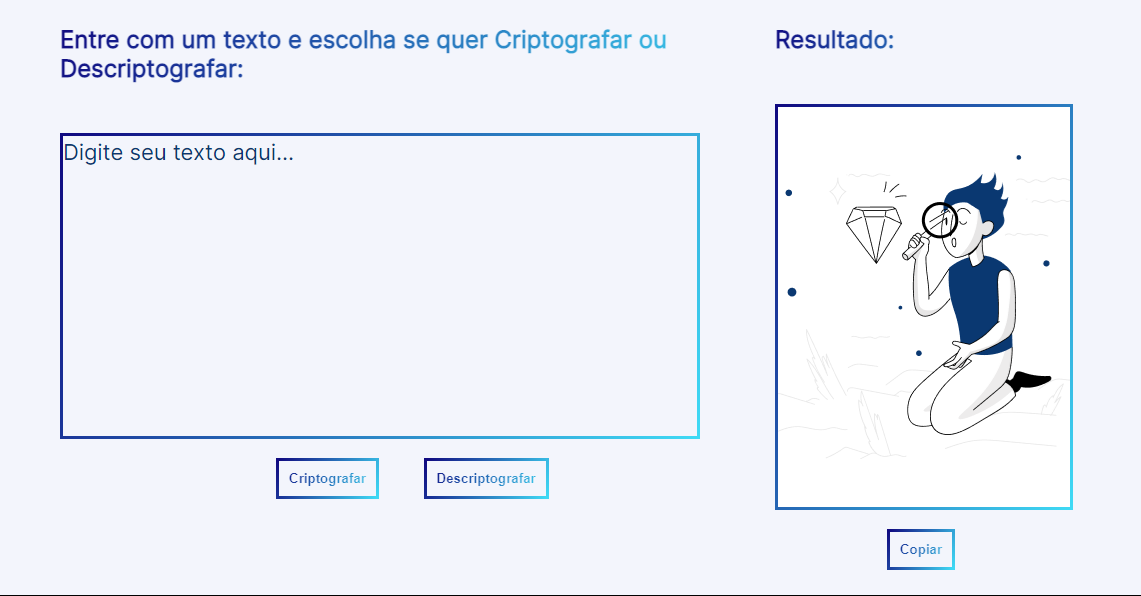 Entre com um texto e escolha se quer Criptografar ou
Descriptografar:
Digite seu texto aqui...
Criptografar
Descriptografar
Resultado:
Copiar